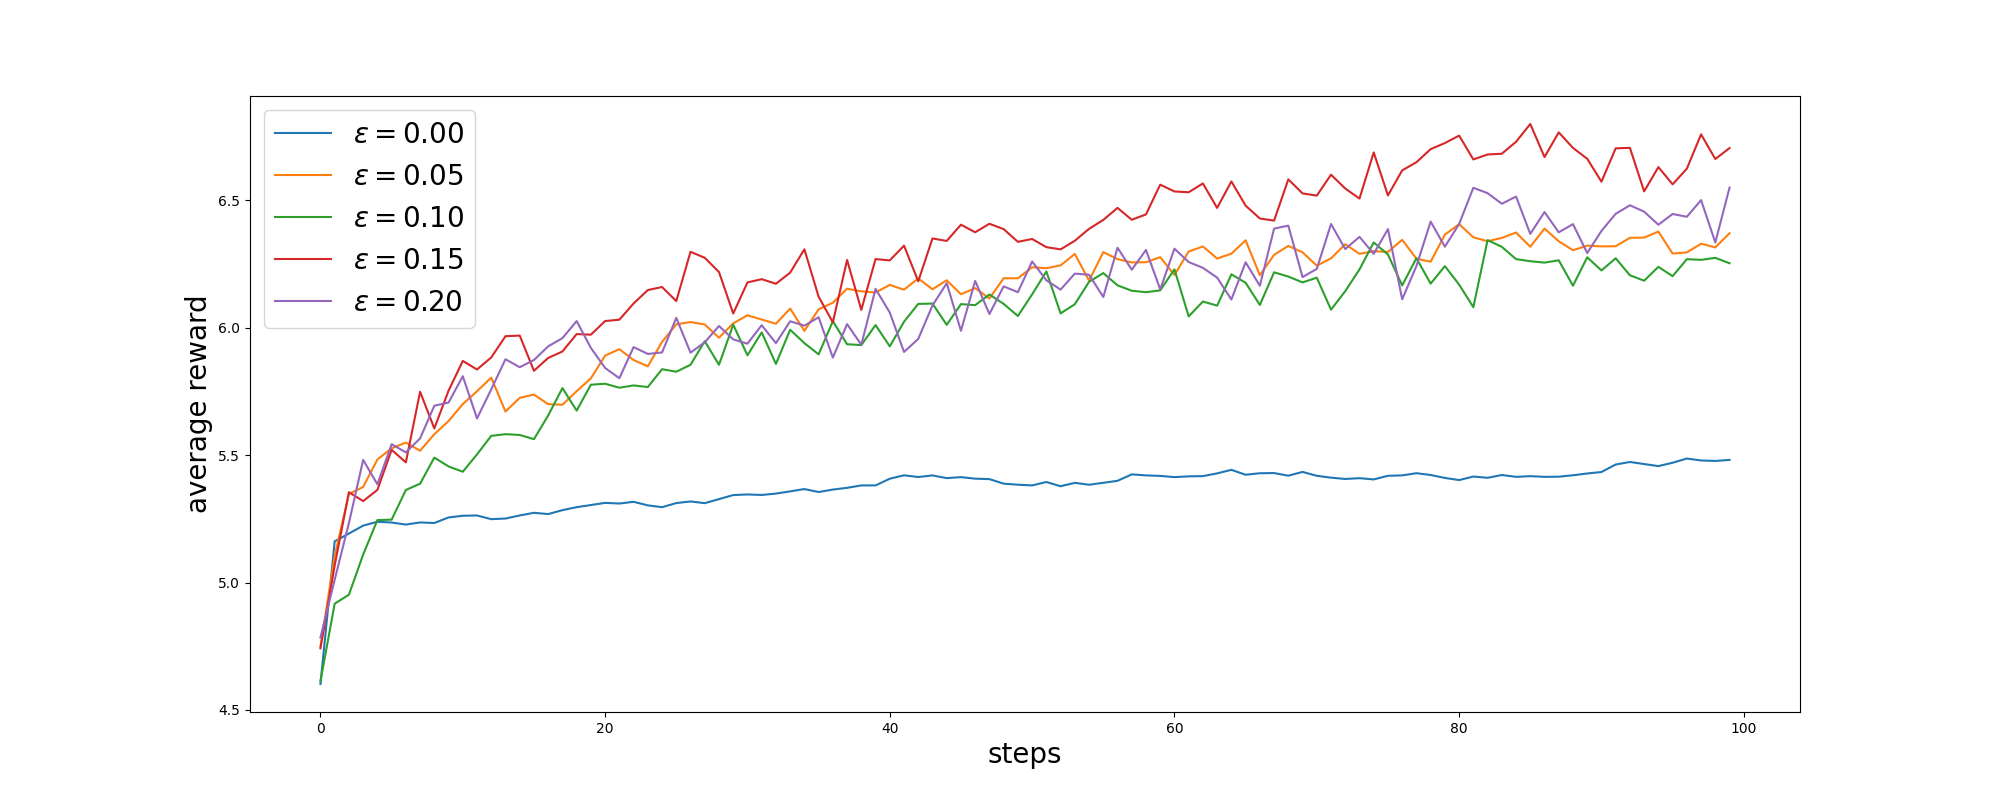 ε = 0.00
ε = 0.05
ε = 0.10
ε = 0.15
ε = 0.20
6.5
6.0
5.5
5.0
4.5
average reward
0 20 40 60 80 100
steps